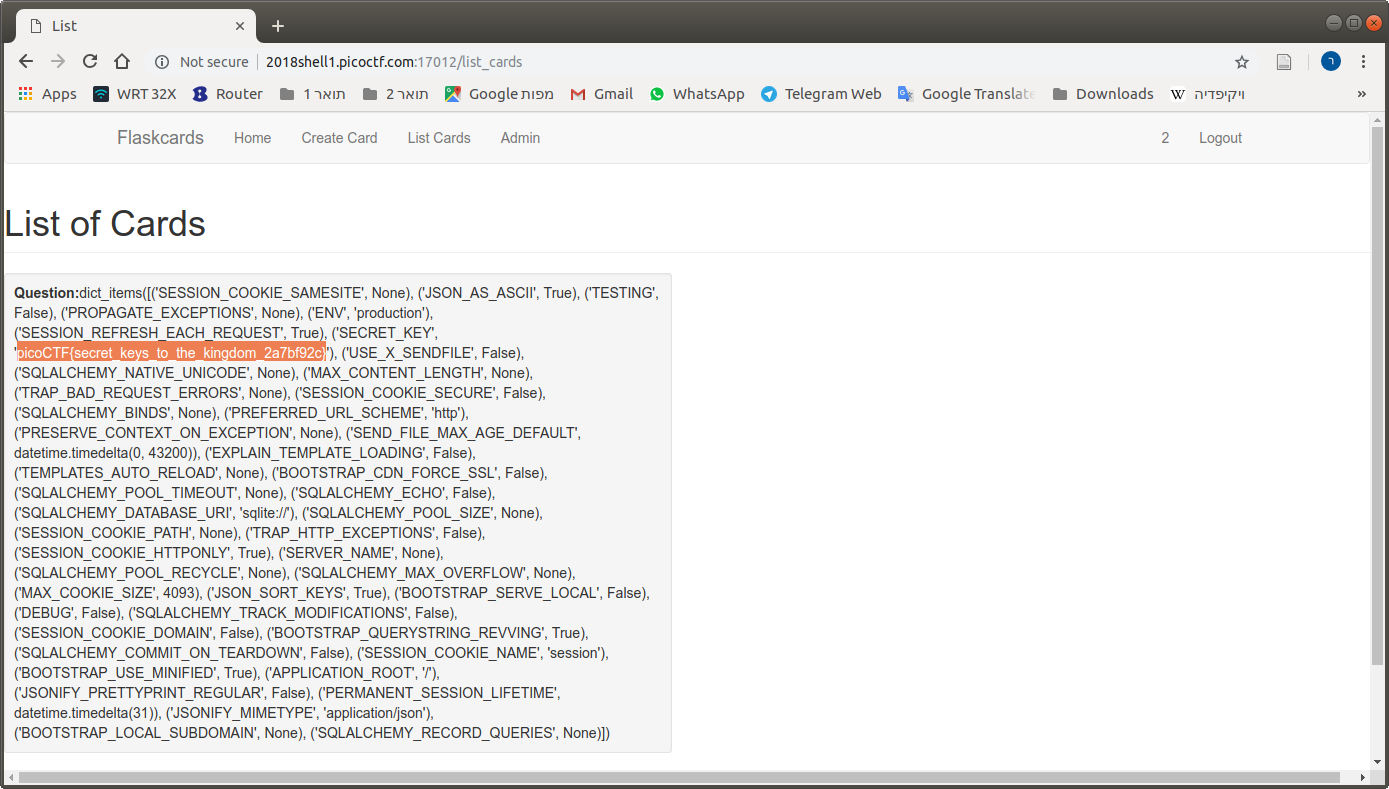 List
Not secure 2018shell1.picoctf.com:17012/list_cards
ר
Apps WRT 32X Router תואר 1 תואר 2 Google מפות Gmail WhatsApp Telegram Web Google Translate Downloads W ויקיפדיה »
Flaskcards Home Create Card List Cards Admin 2 Logout
List of Cards
Question:dict_items([('SESSION_COOKIE_SAMESITE', None), ('JSON_AS_ASCII', True), ('TESTING',
False), ('PROPAGATE_EXCEPTIONS', None), ('ENV', 'production'),
('SESSION_REFRESH_EACH_REQUEST', True), ('SECRET_KEY',
'picoCTF{secret_keys_to_the_kingdom_2a7bf92c}'), ('USE_X_SENDFILE', False),
('SQLALCHEMY_NATIVE_UNICODE', None), ('MAX_CONTENT_LENGTH', None),
('TRAP_BAD_REQUEST_ERRORS', None), ('SESSION_COOKIE_SECURE', False),
('SQLALCHEMY_BINDS', None), ('PREFERRED_URL_SCHEME', 'http'),
('PRESERVE_CONTEXT_ON_EXCEPTION', None), ('SEND_FILE_MAX_AGE_DEFAULT',
datetime.timedelta(0, 43200)), ('EXPLAIN_TEMPLATE_LOADING', False),
('TEMPLATES_AUTO_RELOAD', None), ('BOOTSTRAP_CDN_FORCE_SSL', False),
('SQLALCHEMY_POOL_TIMEOUT', None), ('SQLALCHEMY_ECHO', False),
('SQLALCHEMY_DATABASE_URI', 'sqlite://'), ('SQLALCHEMY_POOL_SIZE', None),
('SESSION_COOKIE_PATH', None), ('TRAP_HTTP_EXCEPTIONS', False),
('SESSION_COOKIE_HTTPONLY', True), ('SERVER_NAME', None),
('SQLALCHEMY_POOL_RECYCLE', None), ('SQLALCHEMY_MAX_OVERFLOW', None),
('MAX_COOKIE_SIZE', 4093), ('JSON_SORT_KEYS', True), ('BOOTSTRAP_SERVE_LOCAL', False),
('DEBUG', False), ('SQLALCHEMY_TRACK_MODIFICATIONS', False),
('SESSION_COOKIE_DOMAIN', False), ('BOOTSTRAP_QUERYSTRING_REVVING', True),
('SQLALCHEMY_COMMIT_ON_TEARDOWN', False), ('SESSION_COOKIE_NAME', 'session'),
('BOOTSTRAP_USE_MINIFIED', True), ('APPLICATION_ROOT', '/'),
('JSONIFY_PRETTYPRINT_REGULAR', False), ('PERMANENT_SESSION_LIFETIME',
datetime.timedelta(31)), ('JSONIFY_MIMETYPE', 'application/json'),
('BOOTSTRAP_LOCAL_SUBDOMAIN', None), ('SQLALCHEMY_RECORD_QUERIES', None)])